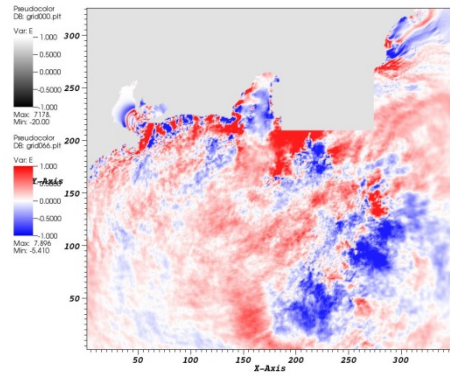 Pseudocolor
DB: grid000.plt
Var: E
1.000
0.5000
0.0000
-0.5000
-1.000
Max: 7178.
Min: -20.00
Pseudocolor
DB: grid066.plt
Var: E
1.000
0.5000
Y-Axis
0.0000
-0.5000
-1.000
Max: 7.896
Min: -5.410
300
250
200
150
100
50
50 100 150 200 250 300
X-Axis